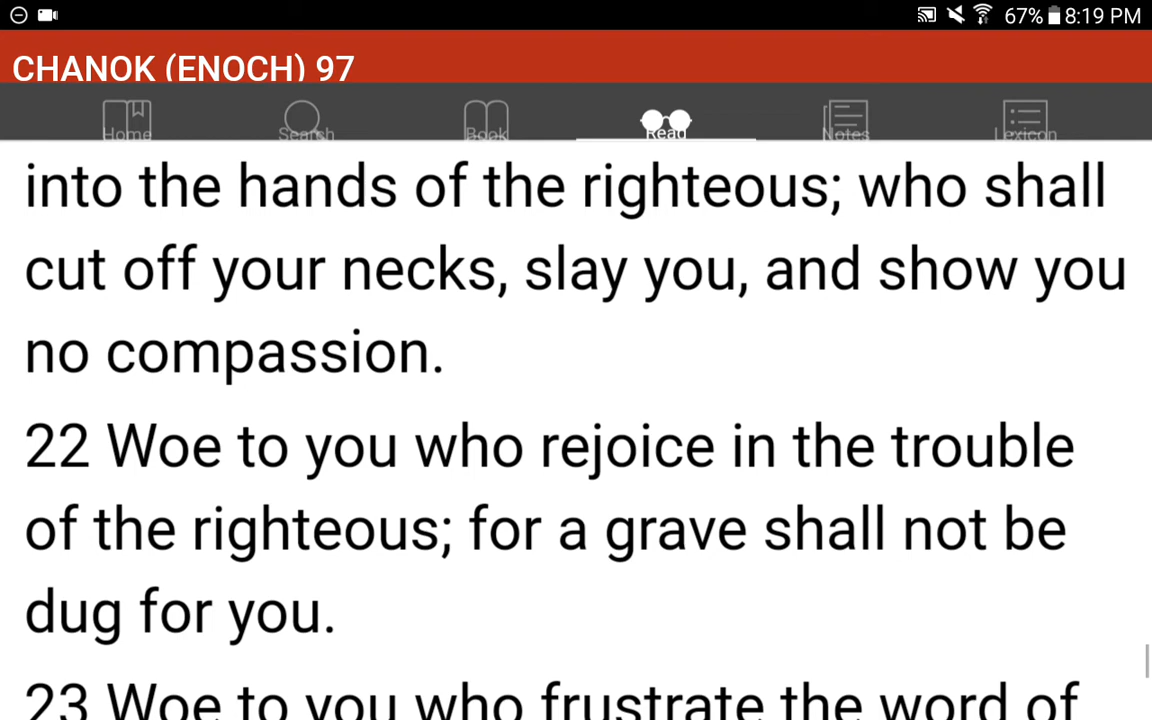 67% 8:19 PM
CHANOK (ENOCH) 97
Home Search Book Read Notes Lexicon
into the hands of the righteous; who shall
cut off your necks, slay you, and show you
no compassion.
22 Woe to you who rejoice in the trouble
of the righteous; for a grave shall not be
dug for you.
23 Woe to you who frustrate the word of